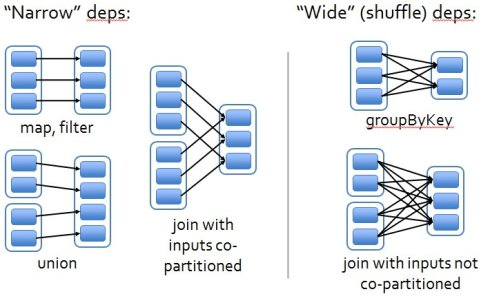 “Narrow” deps:
map, filter
union
join with
inputs co-
partitioned
“Wide” (shuffle) deps:
groupByKey
join with inputs not
co-partitioned